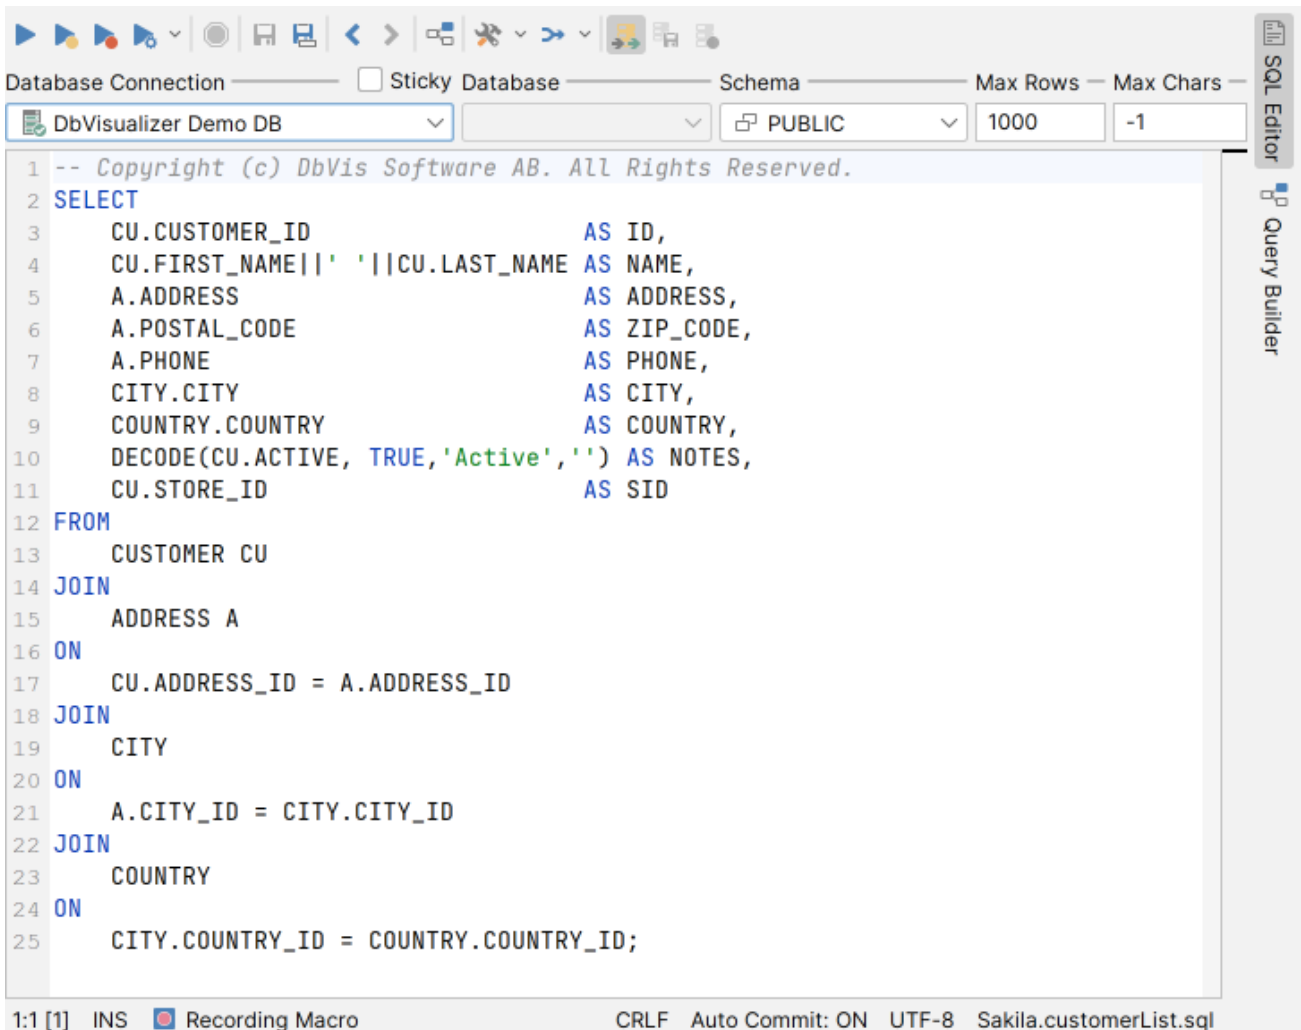 Database Connection Sticky Database Schema Max Rows Max Chars
DbVisualizer Demo DB PUBLIC 1000 -1
1 -- Copyright (c) DbVis Software AB. All Rights Reserved.
2 SELECT
3 CU.CUSTOMER_ID AS ID,
4 CU.FIRST_NAME||' '||CU.LAST_NAME AS NAME,
5 A.ADDRESS AS ADDRESS,
6 A.POSTAL_CODE AS ZIP_CODE,
7 A.PHONE AS PHONE,
8 CITY.CITY AS CITY,
9 COUNTRY.COUNTRY AS COUNTRY,
10 DECODE(CU.ACTIVE, TRUE,'Active','') AS NOTES,
11 CU.STORE_ID AS SID
12 FROM
13 CUSTOMER CU
14 JOIN
15 ADDRESS A
16 ON
17 CU.ADDRESS_ID = A.ADDRESS_ID
18 JOIN
19 CITY
20 ON
21 A.CITY_ID = CITY.CITY_ID
22 JOIN
23 COUNTRY
24 ON
25 CITY.COUNTRY_ID = COUNTRY.COUNTRY_ID;
1:1 [1] INS Recording Macro CRLF Auto Commit: ON UTF-8 Sakila.customerList.sql
SQL Editor
Query Builder